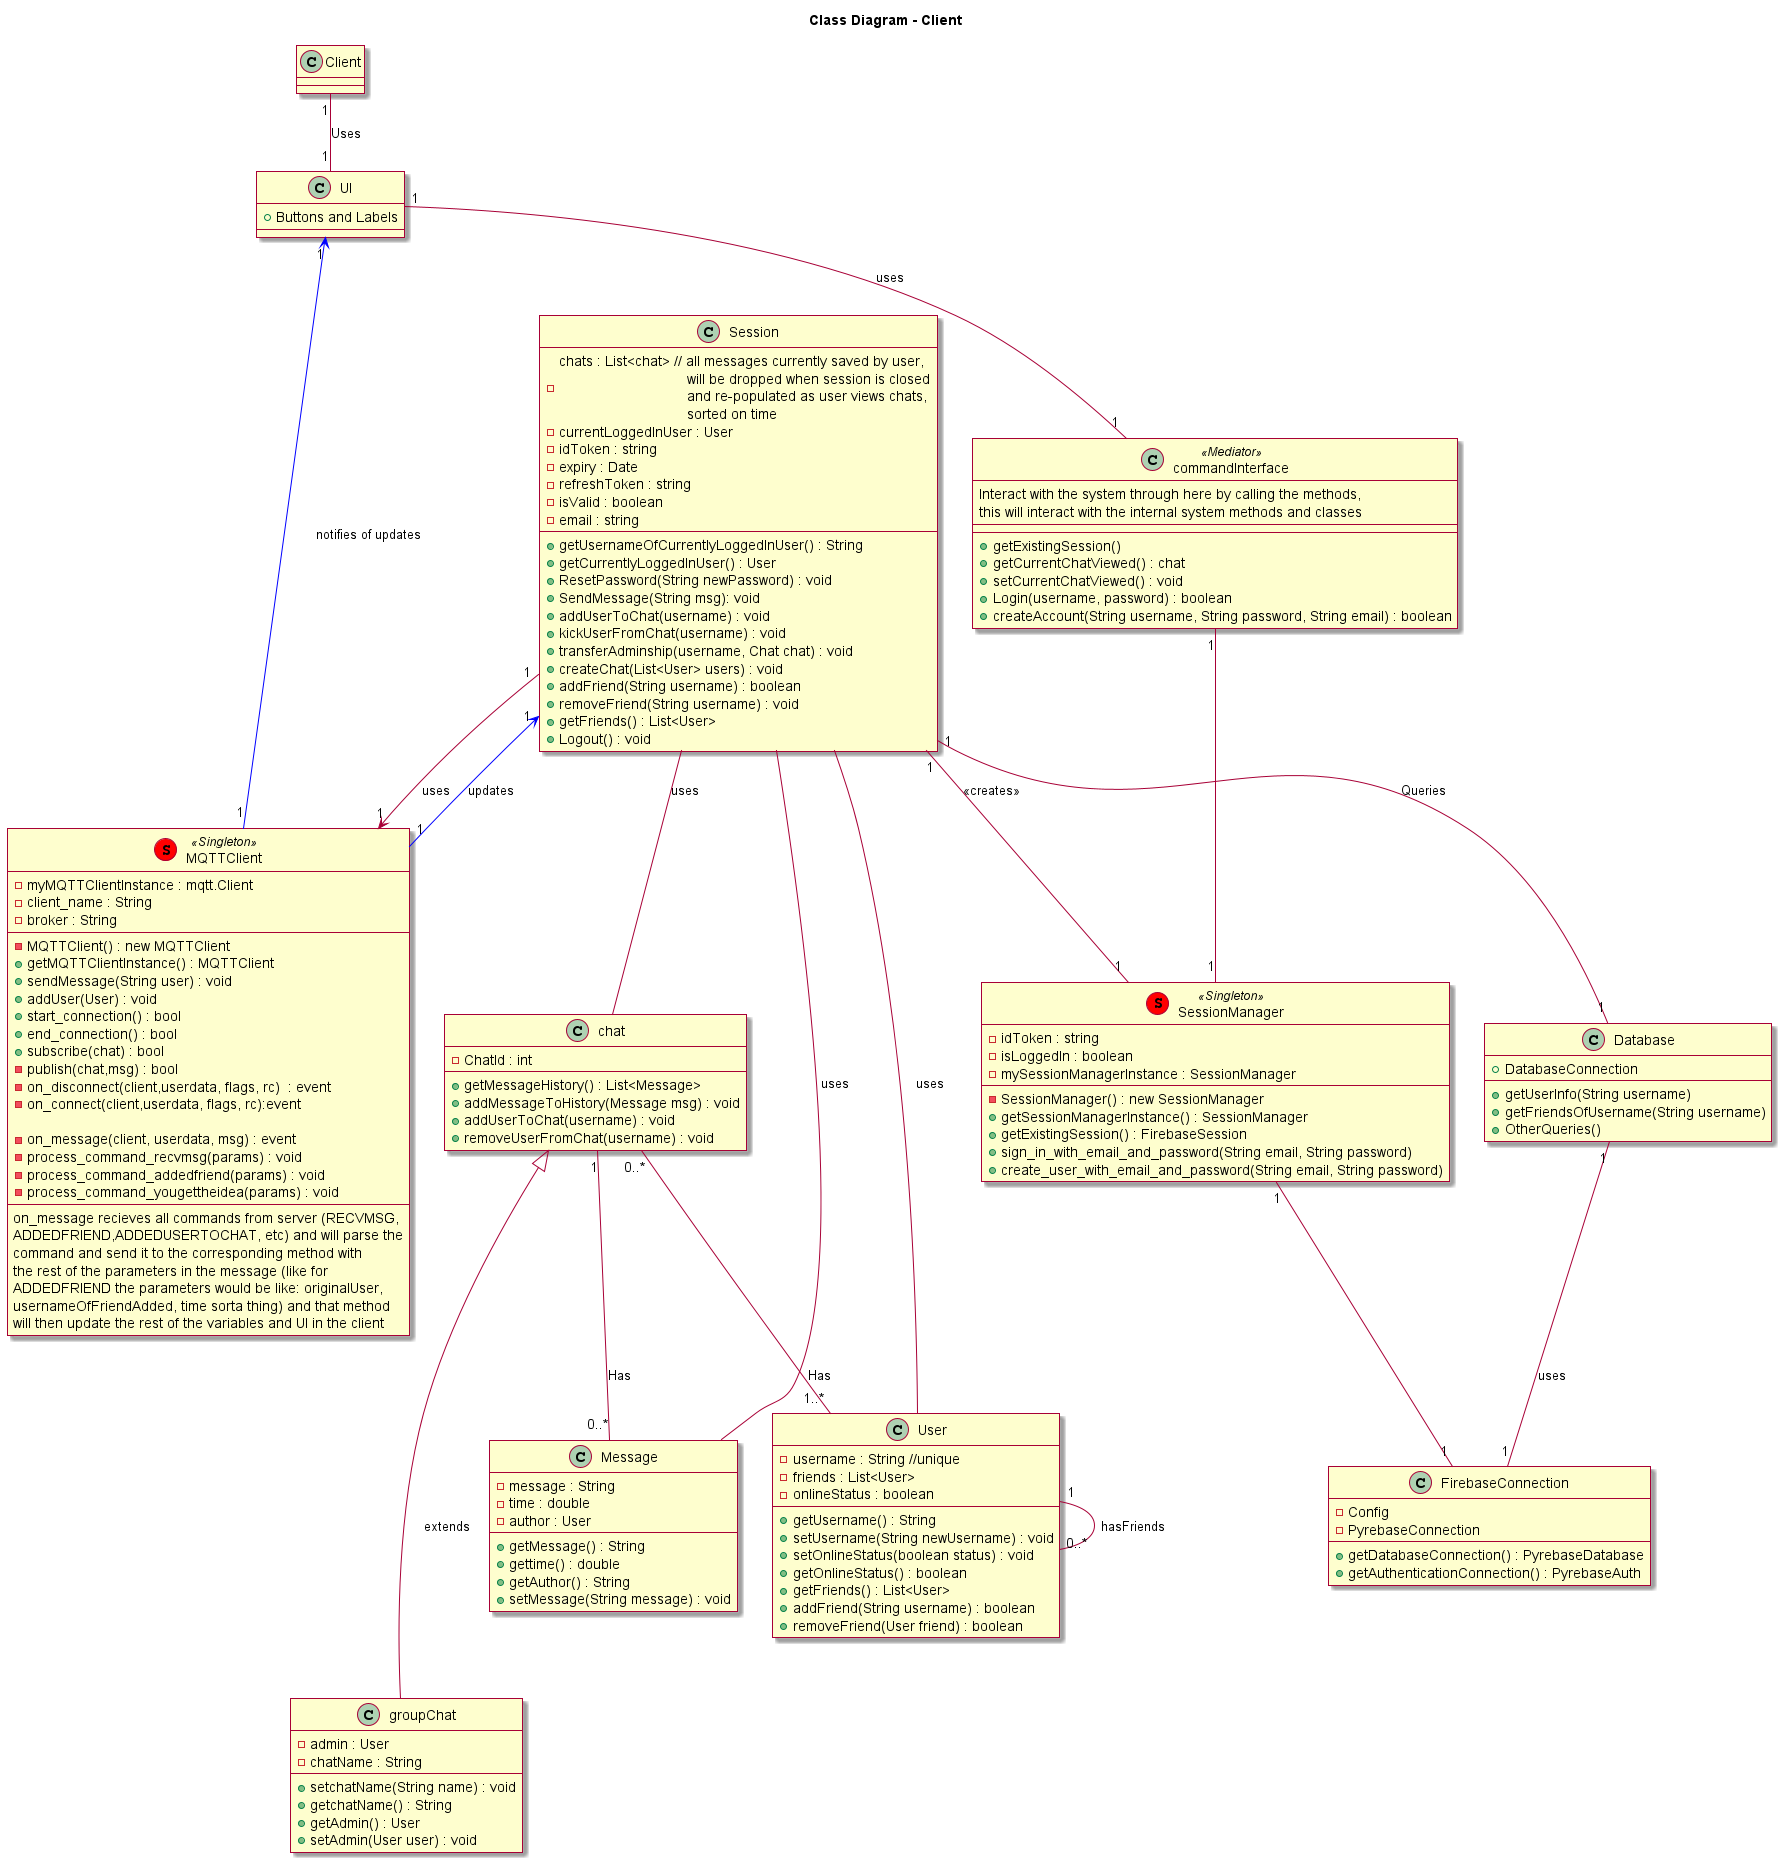 Class Diagram - Client
C Client
1
Uses
1
C UI
Buttons and Labels
1
1
uses
1
notifies of updates
1
C Session
chats : List<chat> // all messages currently saved by user,
will be dropped when session is closed
and re-populated as user views chats,
sorted on time
currentLoggedInUser : User
idToken : string
expiry : Date
refreshToken : string
isValid : boolean
email : string
getUsernameOfCurrentlyLoggedInUser() : String
getCurrentlyLoggedInUser() : User
ResetPassword(String newPassword) : void
SendMessage(String msg): void
addUserToChat(username) : void
kickUserFromChat(username) : void
transferAdminship(username, Chat chat) : void
createChat(List<User> users) : void
addFriend(String username) : boolean
removeFriend(String username) : void
getFriends() : List<User>
Logout() : void
C «Mediator»
commandInterface
Interact with the system through here by calling the methods,
this will interact with the internal system methods and classes
getExistingSession()
getCurrentChatViewed() : chat
setCurrentChatViewed() : void
Login(username, password) : boolean
createAccount(String username, String password, String email) : boolean
1
1
1
uses
1
1
updates
1
uses
uses
uses
1
«creates»
1
1
Queries
1
S «Singleton»
MQTTClient
myMQTTClientInstance : mqtt.Client
client_name : String
broker : String
MQTTClient() : new MQTTClient
getMQTTClientInstance() : MQTTClient
sendMessage(String user) : void
addUser(User) : void
start_connection() : bool
end_connection() : bool
subscribe(chat) : bool
publish(chat,msg) : bool
on_disconnect(client,userdata, flags, rc)  : event
on_connect(client,userdata, flags, rc):event
on_message(client, userdata, msg) : event
process_command_recvmsg(params) : void
process_command_addedfriend(params) : void
process_command_yougettheidea(params) : void
on_message recieves all commands from server (RECVMSG,
ADDEDFRIEND,ADDEDUSERTOCHAT, etc) and will parse the
command and send it to the corresponding method with
the rest of the parameters in the message (like for
ADDEDFRIEND the parameters would be like: originalUser,
usernameOfFriendAdded, time sorta thing) and that method
will then update the rest of the variables and UI in the client
C chat
ChatId : int
getMessageHistory() : List<Message>
addMessageToHistory(Message msg) : void
addUserToChat(username) : void
removeUserFromChat(username) : void
S «Singleton»
SessionManager
idToken : string
isLoggedIn : boolean
mySessionManagerInstance : SessionManager
SessionManager() : new SessionManager
getSessionManagerInstance() : SessionManager
getExistingSession() : FirebaseSession
sign_in_with_email_and_password(String email, String password)
create_user_with_email_and_password(String email, String password)
C Database
DatabaseConnection
getUserInfo(String username)
getFriendsOfUsername(String username)
OtherQueries()
1
Has
0..*
0..*
Has
1..*
extends
1
1
1
uses
1
C Message
message : String
time : double
author : User
getMessage() : String
gettime() : double
getAuthor() : String
setMessage(String message) : void
C User
username : String //unique
friends : List<User>
onlineStatus : boolean
getUsername() : String
setUsername(String newUsername) : void
setOnlineStatus(boolean status) : void
getOnlineStatus() : boolean
getFriends() : List<User>
addFriend(String username) : boolean
removeFriend(User friend) : boolean
1
hasFriends
0..*
C FirebaseConnection
Config
PyrebaseConnection
getDatabaseConnection() : PyrebaseDatabase
getAuthenticationConnection() : PyrebaseAuth
C groupChat
admin : User
chatName : String
setchatName(String name) : void
getchatName() : String
getAdmin() : User
setAdmin(User user) : void